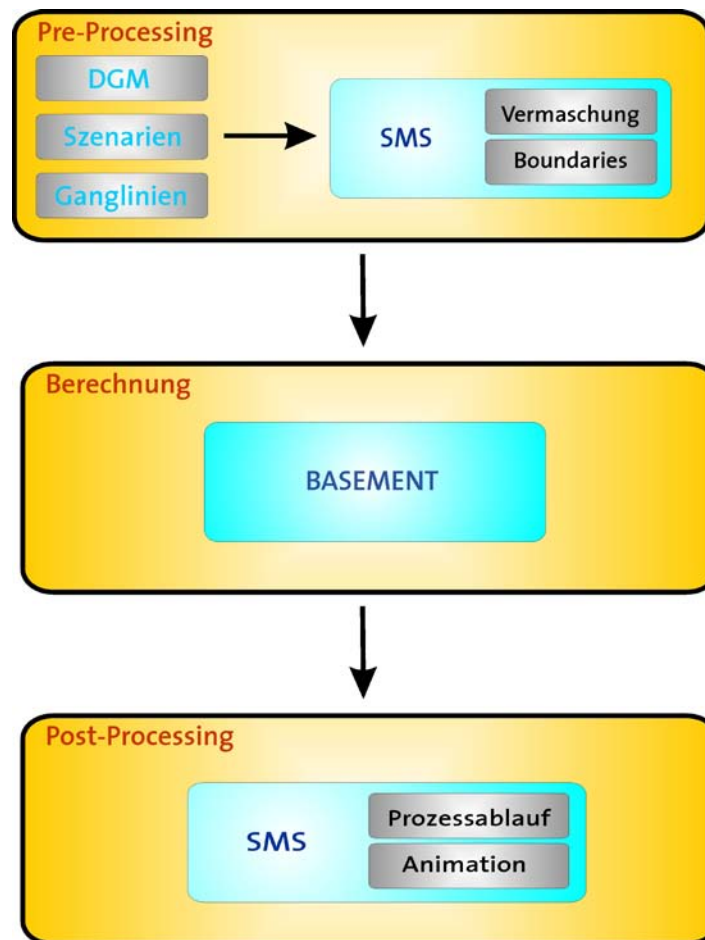 Pre-Processing
DGM
Szenarien
Ganglinien
SMS
Vermaschung
Boundaries
Berechnung
BASEMENT
Post-Processing
SMS
Prozessablauf
Animation